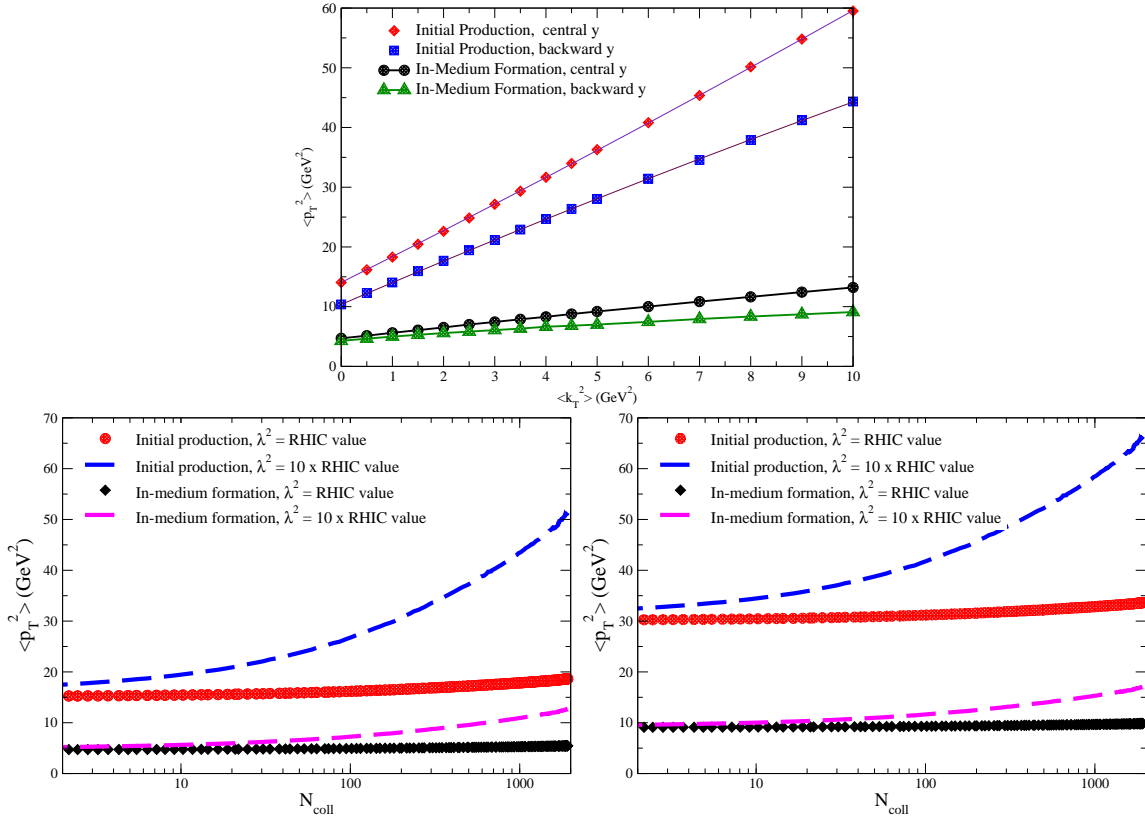 60
50
40
30
20
10
0
<p_T^2> (GeV^2)
Initial Production, central y
Initial Production, backward y
In-Medium Formation, central y
In-Medium Formation, backward y
0 1 2 3 4 5 6 7 8 9 10
<k_T^2> (GeV^2)
70
60
50
40
30
20
10
0
<p_T^2> (GeV^2)
Initial production, λ^2 = RHIC value
Initial production, λ^2 = 10 x RHIC value
In-medium formation, λ^2 = RHIC value
In-medium formation, λ^2 = 10 x RHIC value
10 100 1000
N_coll
70
60
50
40
30
20
10
0
<p_T^2> (GeV^2)
Initial production, λ^2 = RHIC value
Initial production, λ^2 = 10 x RHIC value
In-medium formation, λ^2 = RHIC value
In-medium formation, λ^2 = 10 x RHIC value
10 100 1000
N_coll